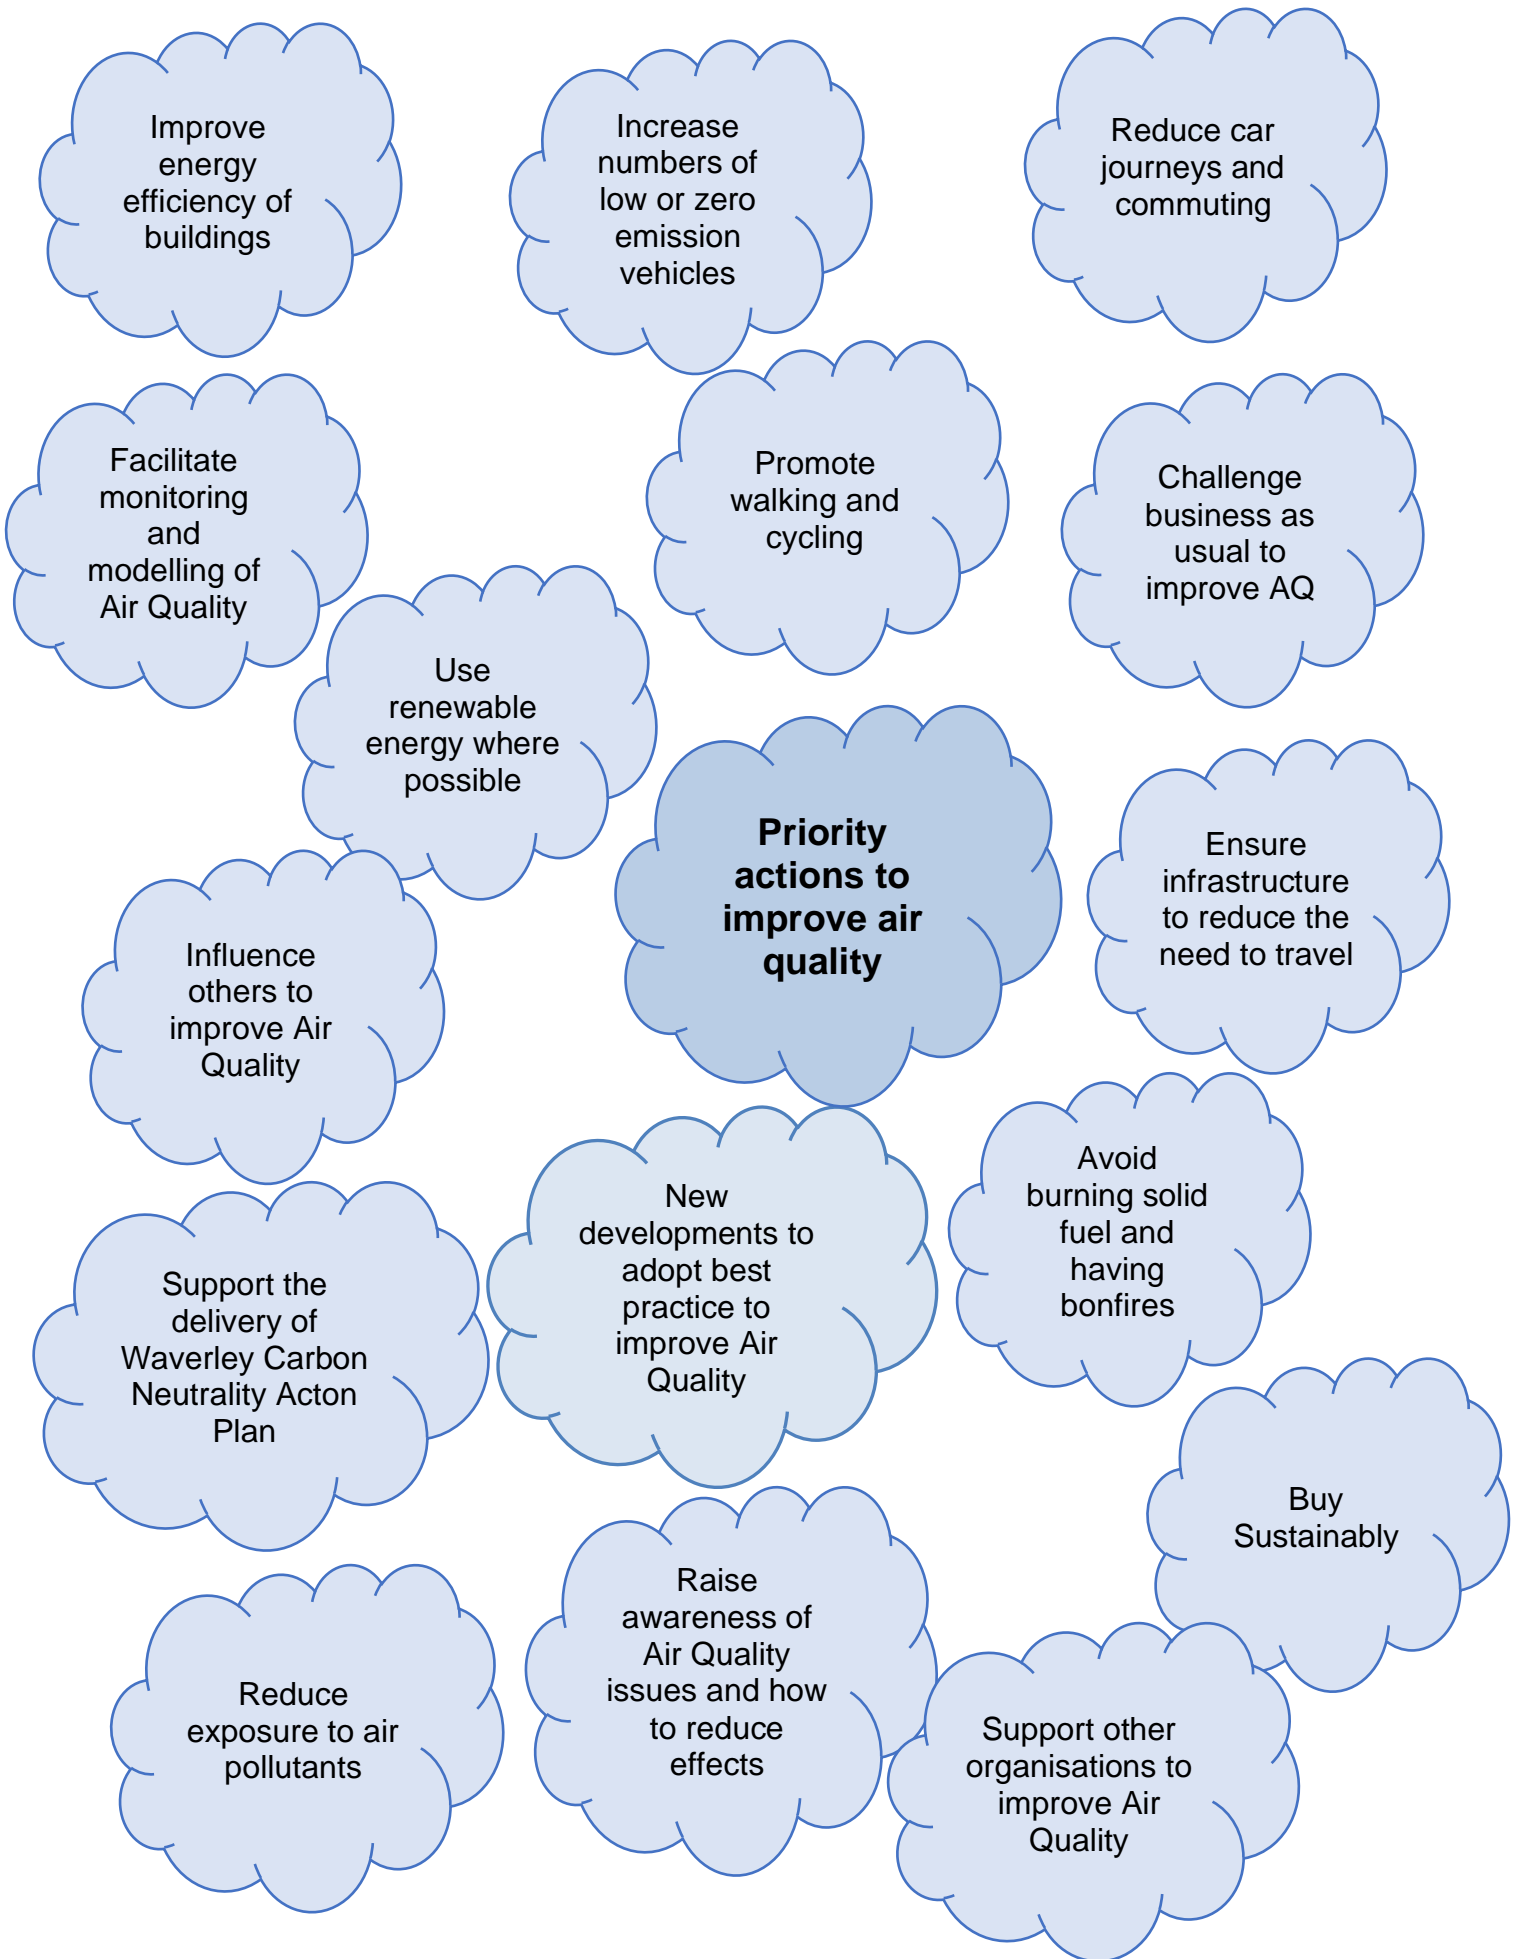 Improve
energy
efficiency of
buildings
Increase
numbers of
low or zero
emission
vehicles
Reduce car
journeys and
commuting
Facilitate
monitoring
and
modelling of
Air Quality
Promote
walking and
cycling
Challenge
business as
usual to
improve AQ
Use
renewable
energy where
possible
Priority
actions to
improve air
quality
Ensure
infrastructure
to reduce the
need to travel
Influence
others to
improve Air
Quality
New
developments to
adopt best
practice to
improve Air
Quality
Avoid
burning solid
fuel and
having
bonfires
Support the
delivery of
Waverley Carbon
Neutrality Acton
Plan
Buy
Sustainably
Raise
awareness of
Air Quality
issues and how
to reduce
effects
Reduce
exposure to air
pollutants
Support other
organisations to
improve Air
Quality